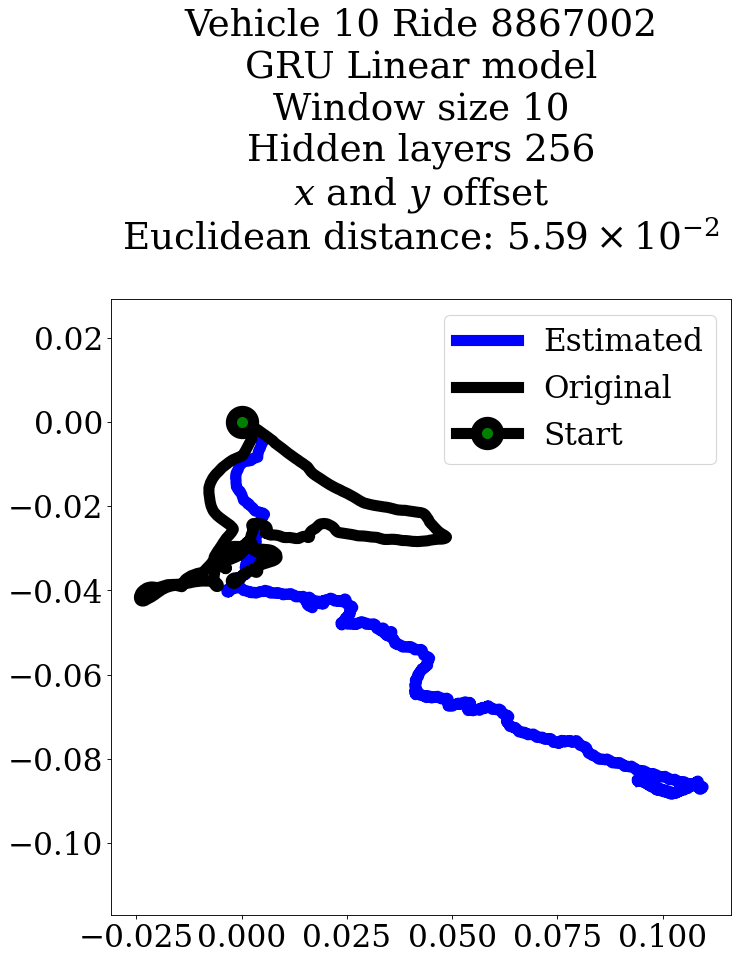 Vehicle 10 Ride 8867002
GRU Linear model
Window size 10
Hidden layers 256
x and y offset
Euclidean distance: 5.59 × 10⁻²
Estimated
Original
Start
0.02
0.00
−0.02
−0.04
−0.06
−0.08
−0.10
−0.025 0.000 0.025 0.050 0.075 0.100